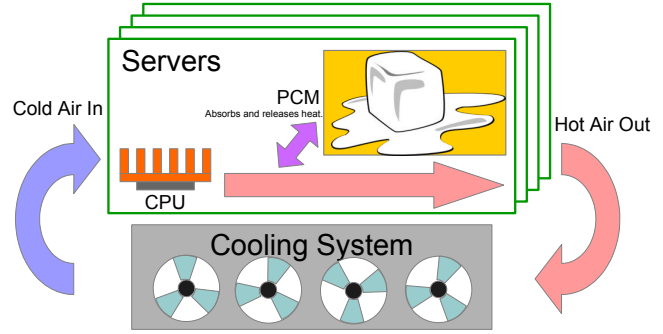 Servers
PCM
Absorbs and releases heat.
Cold Air In
Hot Air Out
CPU
Cooling System